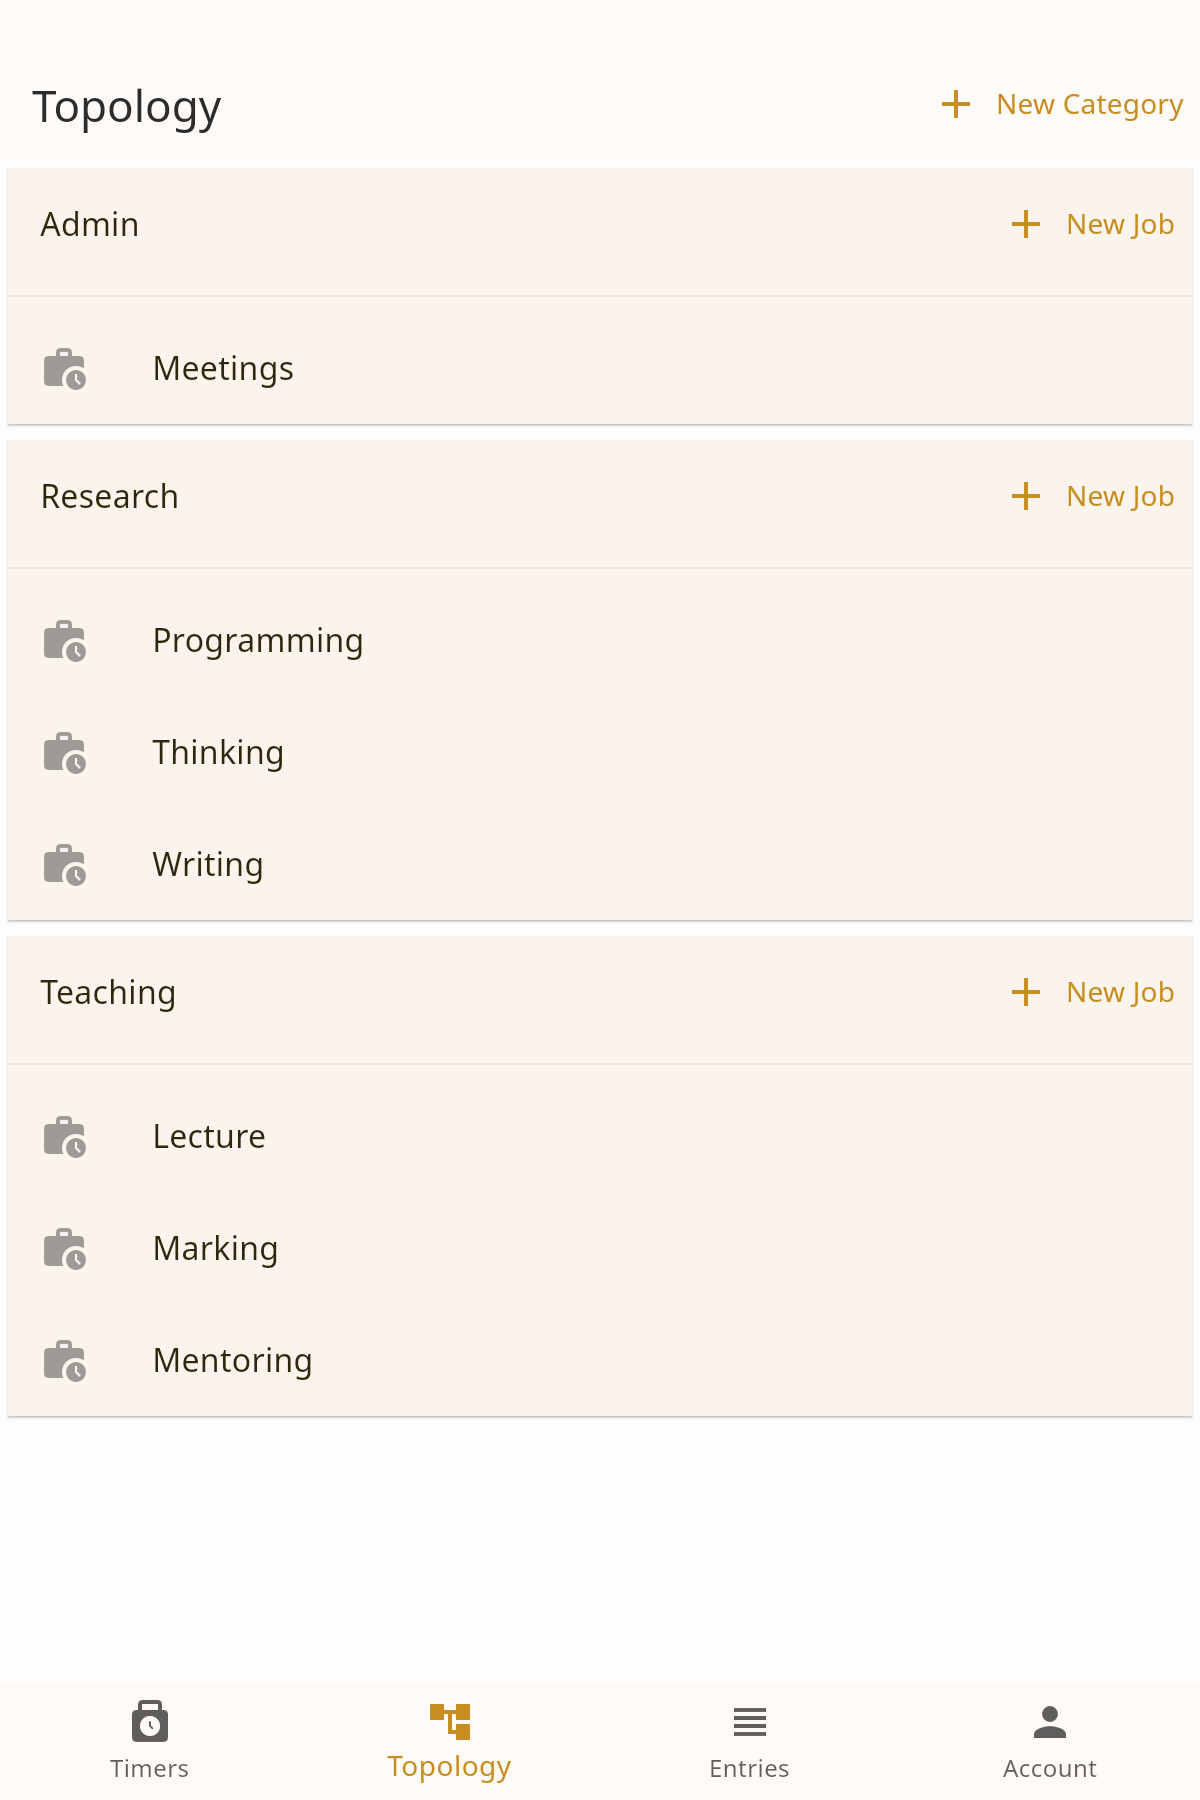 Topology
New Category
Admin
New Job
Meetings
Research
New Job
Programming
Thinking
Writing
Teaching
New Job
Lecture
Marking
Mentoring
Timers
Topology
Entries
Account